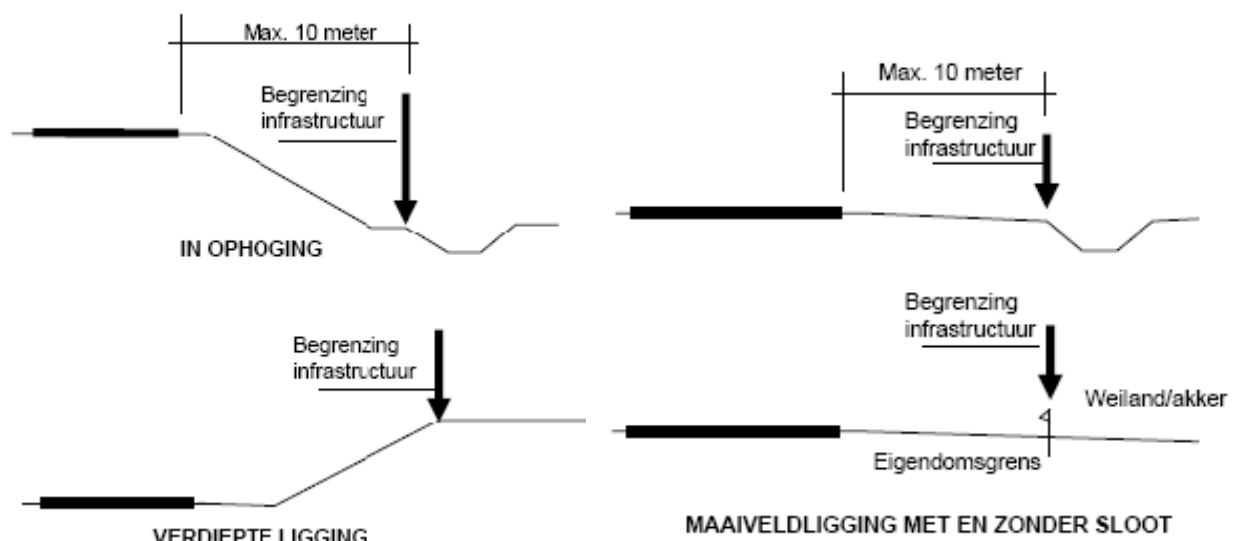 Max. 10 meter
Begrenzing
infrastructuur
IN OPHOGING
Max. 10 meter
Begrenzing
infrastructuur
Begrenzing
infrastructuur
VERDIEPTE LIGGING
Begrenzing
infrastructuur
Weiland/akker
Eigendomsgrens
MAAIVELDLIGGING MET EN ZONDER SLOOT